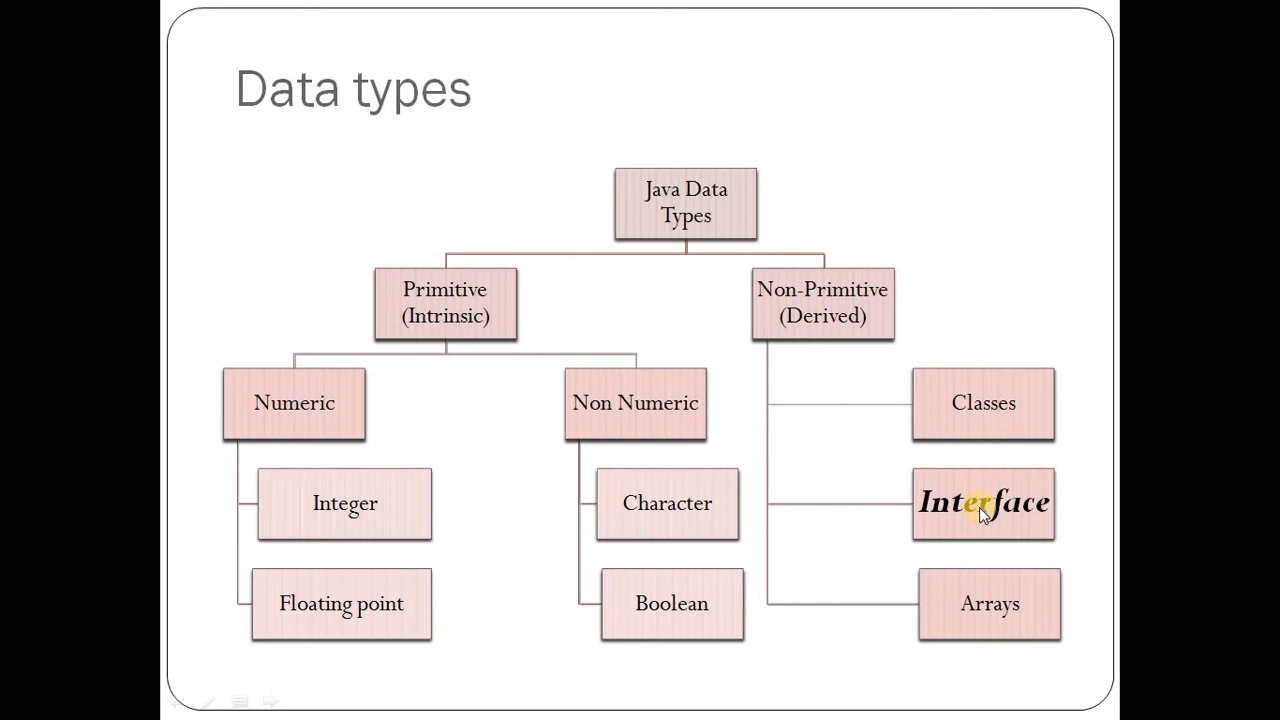 Data types
Java Data
Types
Primitive
(Intrinsic)
Non-Primitive
(Derived)
Numeric
Non Numeric
Classes
Integer
Character
Interface
Floating point
Boolean
Arrays